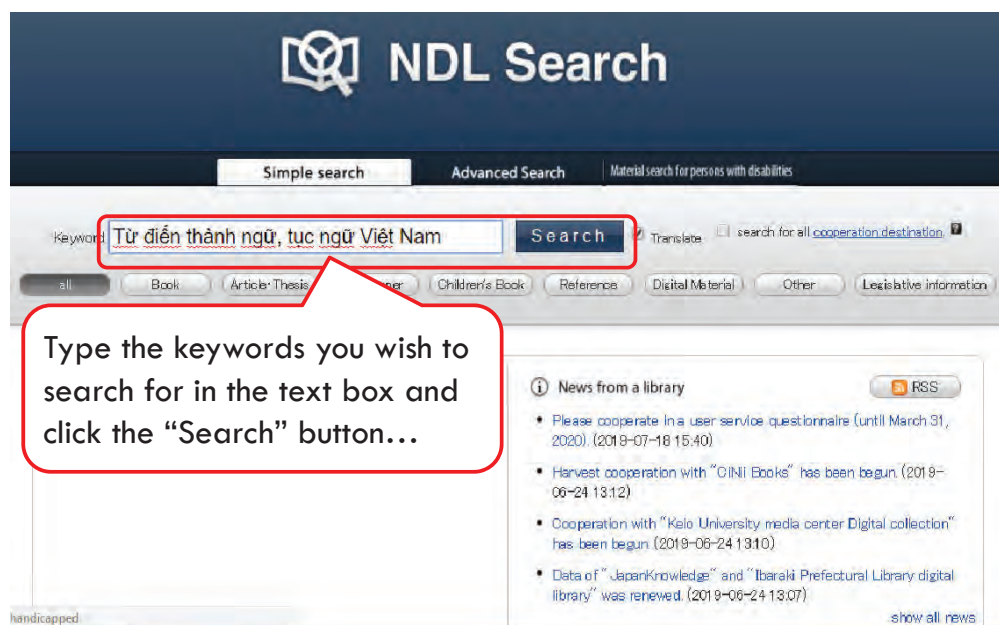 NDL Search
Simple search Advanced Search Material search for persons with disabilities
Keyword Từ điển thành ngữ, tục ngữ Việt Nam Search Translate search for all cooperation destination ?
all Book Article·Thesis Children's Book Reference Digital Material Other Legislative information
Type the keywords you wish to
search for in the text box and
click the “Search” button…
News from a library RSS
• Please cooperate in a user service questionnaire (until March 31,
2020). (2019-07-18 15:40)
• Harvest cooperation with "CiNii Books" has been begun. (2019-
06-24 13:12)
• Cooperation with "Keio University media center Digital collection"
has been begun (2019-06-24 13:10)
• Data of "JapanKnowledge" and "Ibaraki Prefectural Library digital
library" was renewed. (2019-06-24 13:07)
show all news
handicapped